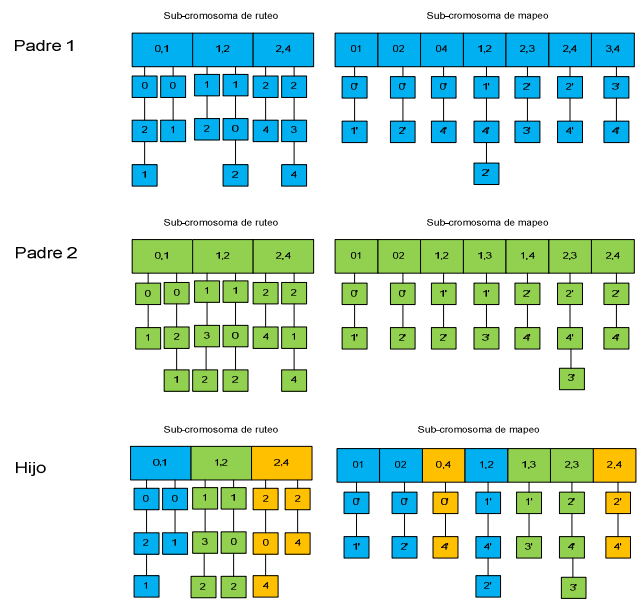 Sub-cromosoma de ruteo Sub-cromosoma de mapeo
Padre 1 0,1 1,2 2,4 01 02 04 1,2 2,3 2,4 3,4
0 0 1 1 2 2 0' 0' 0' 1' 2' 2' 3'
2 1 2 0 4 3 1' 2' 4' 4' 3' 4' 4'
1 2 4 2'
Sub-cromosoma de ruteo Sub-cromosoma de mapeo
Padre 2 0,1 1,2 2,4 01 02 1,2 1,3 1,4 2,3 2,4
0 0 1 1 2 2 0' 0' 1' 1' 2' 2' 2'
1 2 3 0 4 1 1' 2' 2' 3' 4' 4' 4'
1 2 2 4 3'
Sub-cromosoma de ruteo Sub-cromosoma de mapeo
Hijo 0,1 1,2 2,4 01 02 0,4 1,2 1,3 2,3 2,4
0 0 1 1 2 2 0' 0' 0' 1' 1' 2' 2'
2 1 3 0 0 4 1' 2' 4' 4' 3' 4' 4'
1 2 2 4 2' 3'